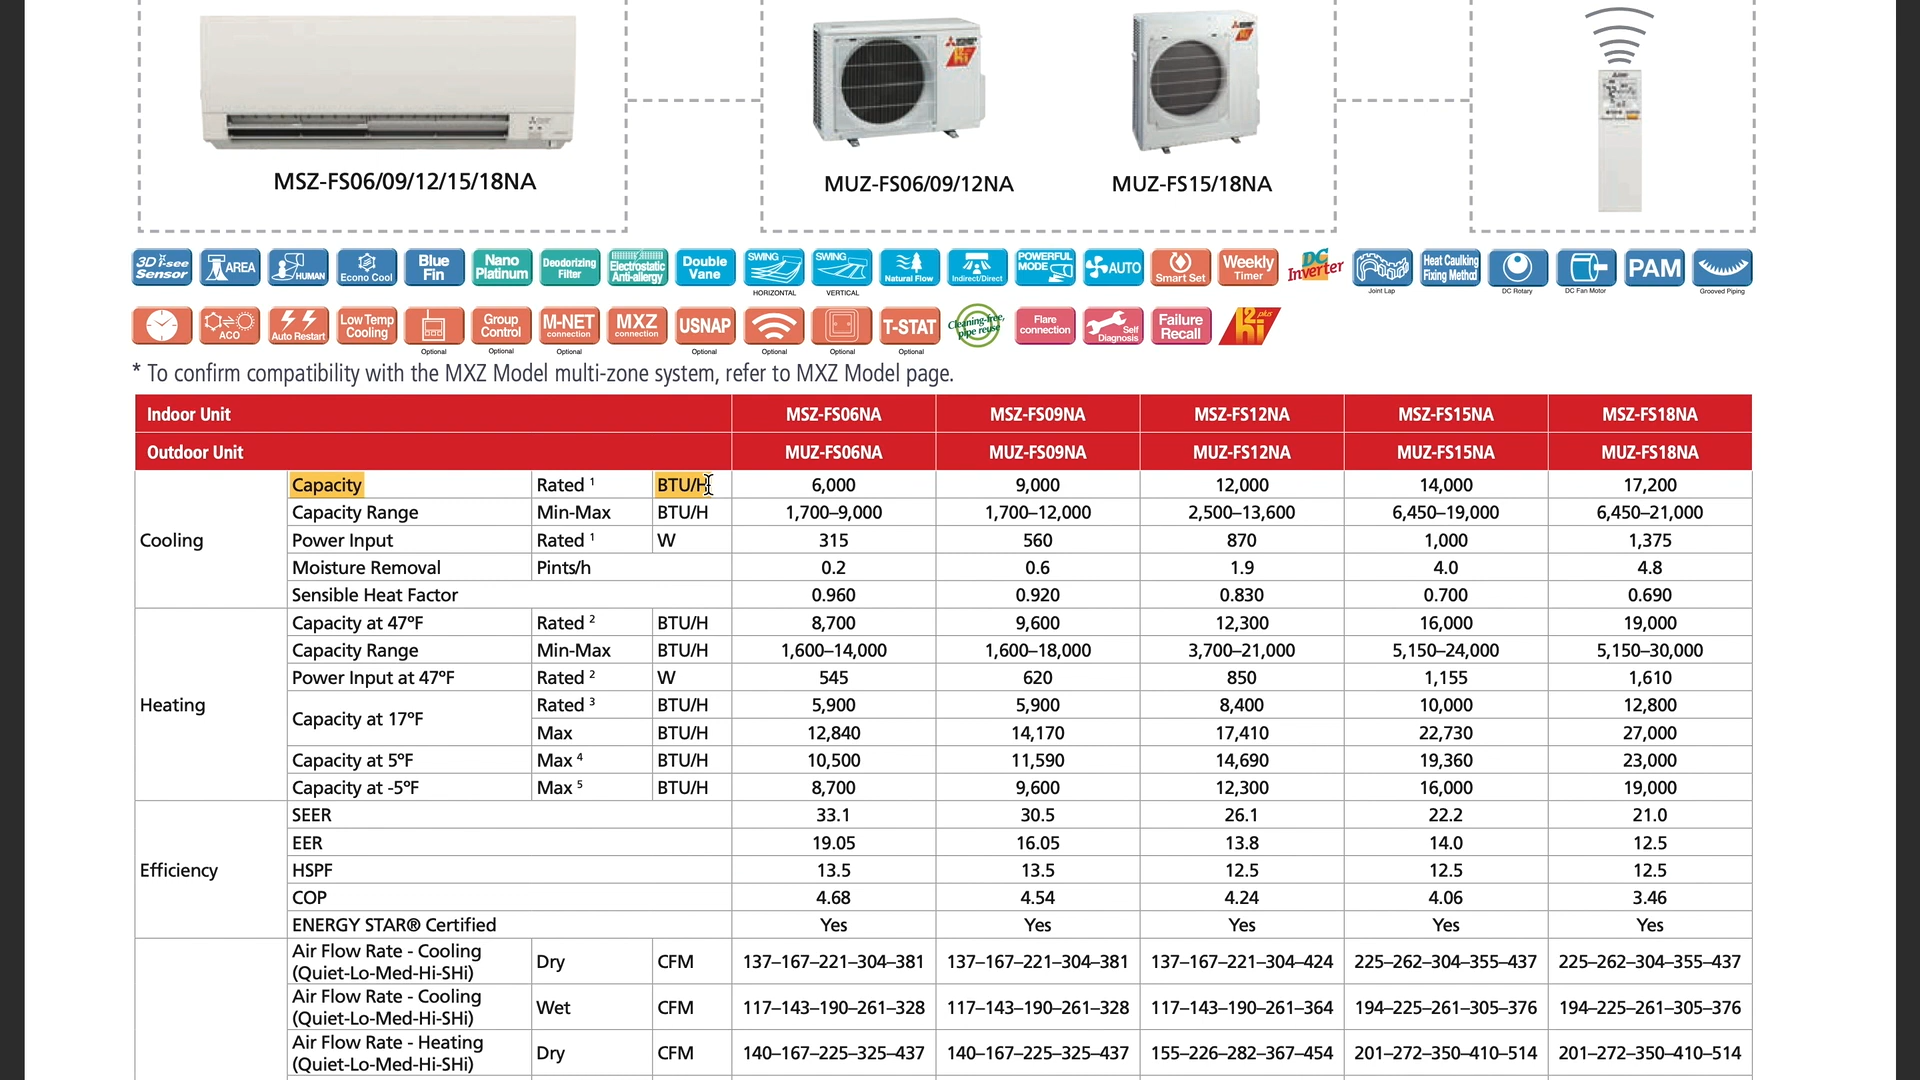 MSZ-FS06/09/12/15/18NA
MUZ-FS06/09/12NA
MUZ-FS15/18NA
3D i-see Sensor
AREA
HUMAN
Econo Cool
Blue Fin
Nano Platinum
Deodorizing Filter
Electrostatic Anti-allergy
Double Vane
SWING HORIZONTAL
SWING VERTICAL
Natural Flow
Indirect/Direct
POWERFUL MODE
AUTO
Smart Set
Weekly Timer
DC Inverter
Joint Lap
Heat Caulking Fixing Method
DC Rotary
DC Fan Motor
PAM
Grooved Piping
ACO
Auto Restart
Low Temp Cooling
Optional
Group Control Optional
M-NET connection Optional
MXZ connection
USNAP Optional
Optional
Optional
T-STAT Optional
Cleaning-free, pipe reuse
Flare connection
Self Diagnosis
Failure Recall
H2i plus
* To confirm compatibility with the MXZ Model multi-zone system, refer to MXZ Model page.
Indoor Unit MSZ-FS06NA MSZ-FS09NA MSZ-FS12NA MSZ-FS15NA MSZ-FS18NA
Outdoor Unit MUZ-FS06NA MUZ-FS09NA MUZ-FS12NA MUZ-FS15NA MUZ-FS18NA
Cooling
Capacity Rated 1 BTU/H 6,000 9,000 12,000 14,000 17,200
Capacity Range Min-Max BTU/H 1,700–9,000 1,700–12,000 2,500–13,600 6,450–19,000 6,450–21,000
Power Input Rated 1 W 315 560 870 1,000 1,375
Moisture Removal Pints/h 0.2 0.6 1.9 4.0 4.8
Sensible Heat Factor 0.960 0.920 0.830 0.700 0.690
Heating
Capacity at 47ºF Rated 2 BTU/H 8,700 9,600 12,300 16,000 19,000
Capacity Range Min-Max BTU/H 1,600–14,000 1,600–18,000 3,700–21,000 5,150–24,000 5,150–30,000
Power Input at 47ºF Rated 2 W 545 620 850 1,155 1,610
Capacity at 17ºF Rated 3 BTU/H 5,900 5,900 8,400 10,000 12,800
Max BTU/H 12,840 14,170 17,410 22,730 27,000
Capacity at 5ºF Max 4 BTU/H 10,500 11,590 14,690 19,360 23,000
Capacity at -5ºF Max 5 BTU/H 8,700 9,600 12,300 16,000 19,000
Efficiency
SEER 33.1 30.5 26.1 22.2 21.0
EER 19.05 16.05 13.8 14.0 12.5
HSPF 13.5 13.5 12.5 12.5 12.5
COP 4.68 4.54 4.24 4.06 3.46
ENERGY STAR® Certified Yes Yes Yes Yes Yes
Air Flow Rate - Cooling
(Quiet-Lo-Med-Hi-SHi) Dry CFM 137–167–221–304–381 137–167–221–304–381 137–167–221–304–424 225–262–304–355–437 225–262–304–355–437
Air Flow Rate - Cooling
(Quiet-Lo-Med-Hi-SHi) Wet CFM 117–143–190–261–328 117–143–190–261–328 117–143–190–261–364 194–225–261–305–376 194–225–261–305–376
Air Flow Rate - Heating
(Quiet-Lo-Med-Hi-SHi) Dry CFM 140–167–225–325–437 140–167–225–325–437 155–226–282–367–454 201–272–350–410–514 201–272–350–410–514